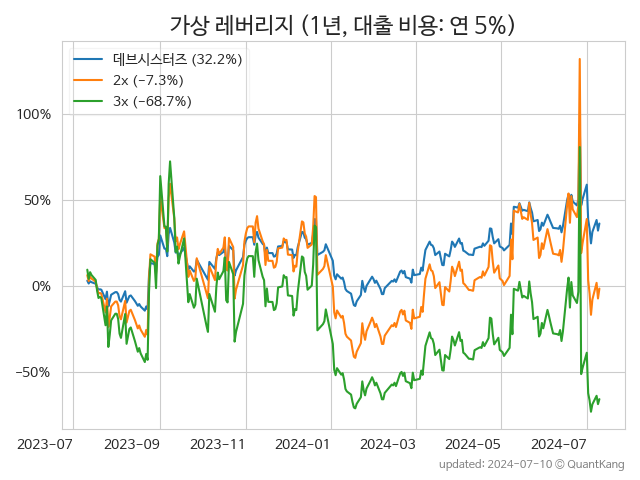 가상 레버리지 (1년, 대출 비용: 연 5%)
데브시스터즈 (32.2%)
2x (−7.3%)
3x (−68.7%)
100%
50%
0%
−50%
2023-07 2023-09 2023-11 2024-01 2024-03 2024-05 2024-07
updated: 2024-07-10 © QuantKang